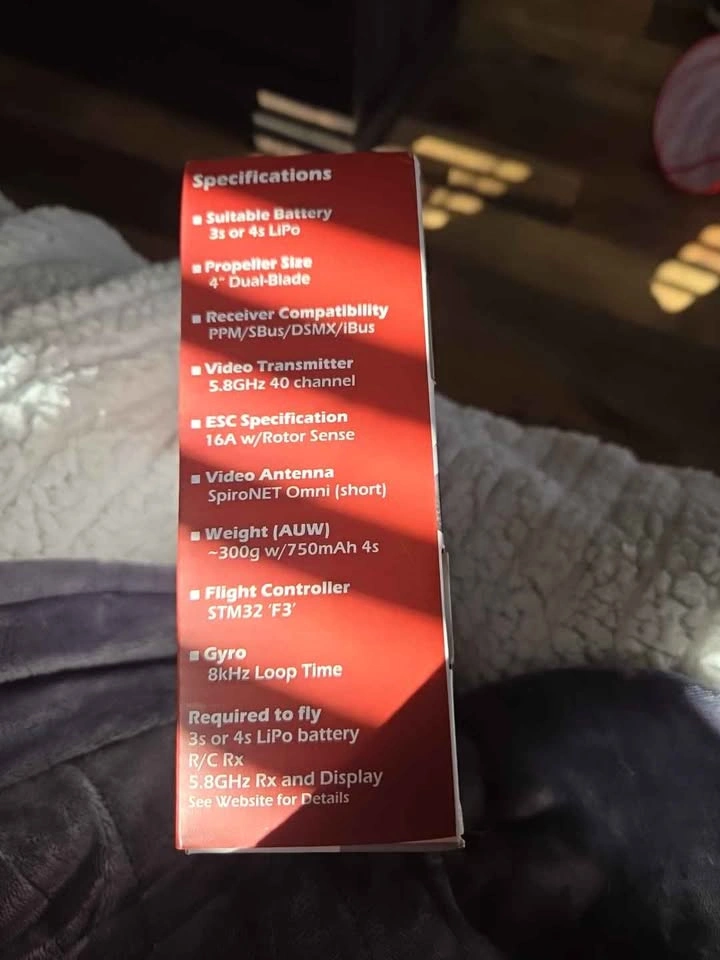 Specifications
▪ Suitable Battery
3s or 4s LiPo
▪ Propeller Size
4" Dual-Blade
▪ Receiver Compatibility
PPM/SBus/DSMX/iBus
▪ Video Transmitter
5.8GHz 40 channel
▪ ESC Specification
16A w/Rotor Sense
▪ Video Antenna
SpiroNET Omni (short)
▪ Weight (AUW)
~300g w/750mAh 4s
▪ Flight Controller
STM32 'F3'
▪ Gyro
8kHz Loop Time
Required to fly
3s or 4s LiPo battery
R/C Rx
5.8GHz Rx and Display
See Website for Details